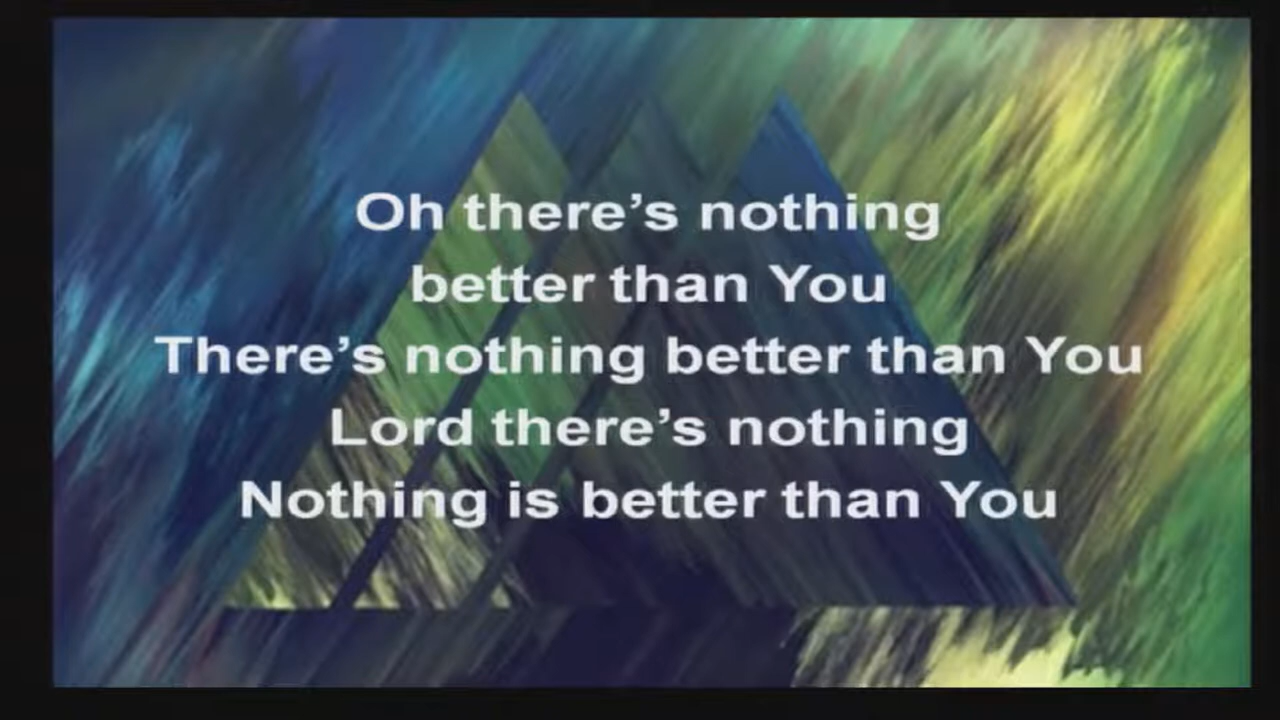 Oh there’s nothing
better than You
There’s nothing better than You
Lord there’s nothing
Nothing is better than You